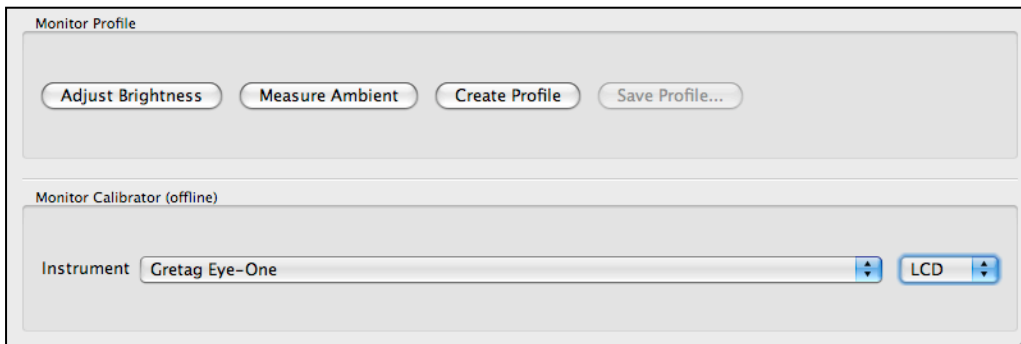 Monitor Profile
Adjust Brightness Measure Ambient Create Profile Save Profile...
Monitor Calibrator (offline)
Instrument Gretag Eye-One LCD